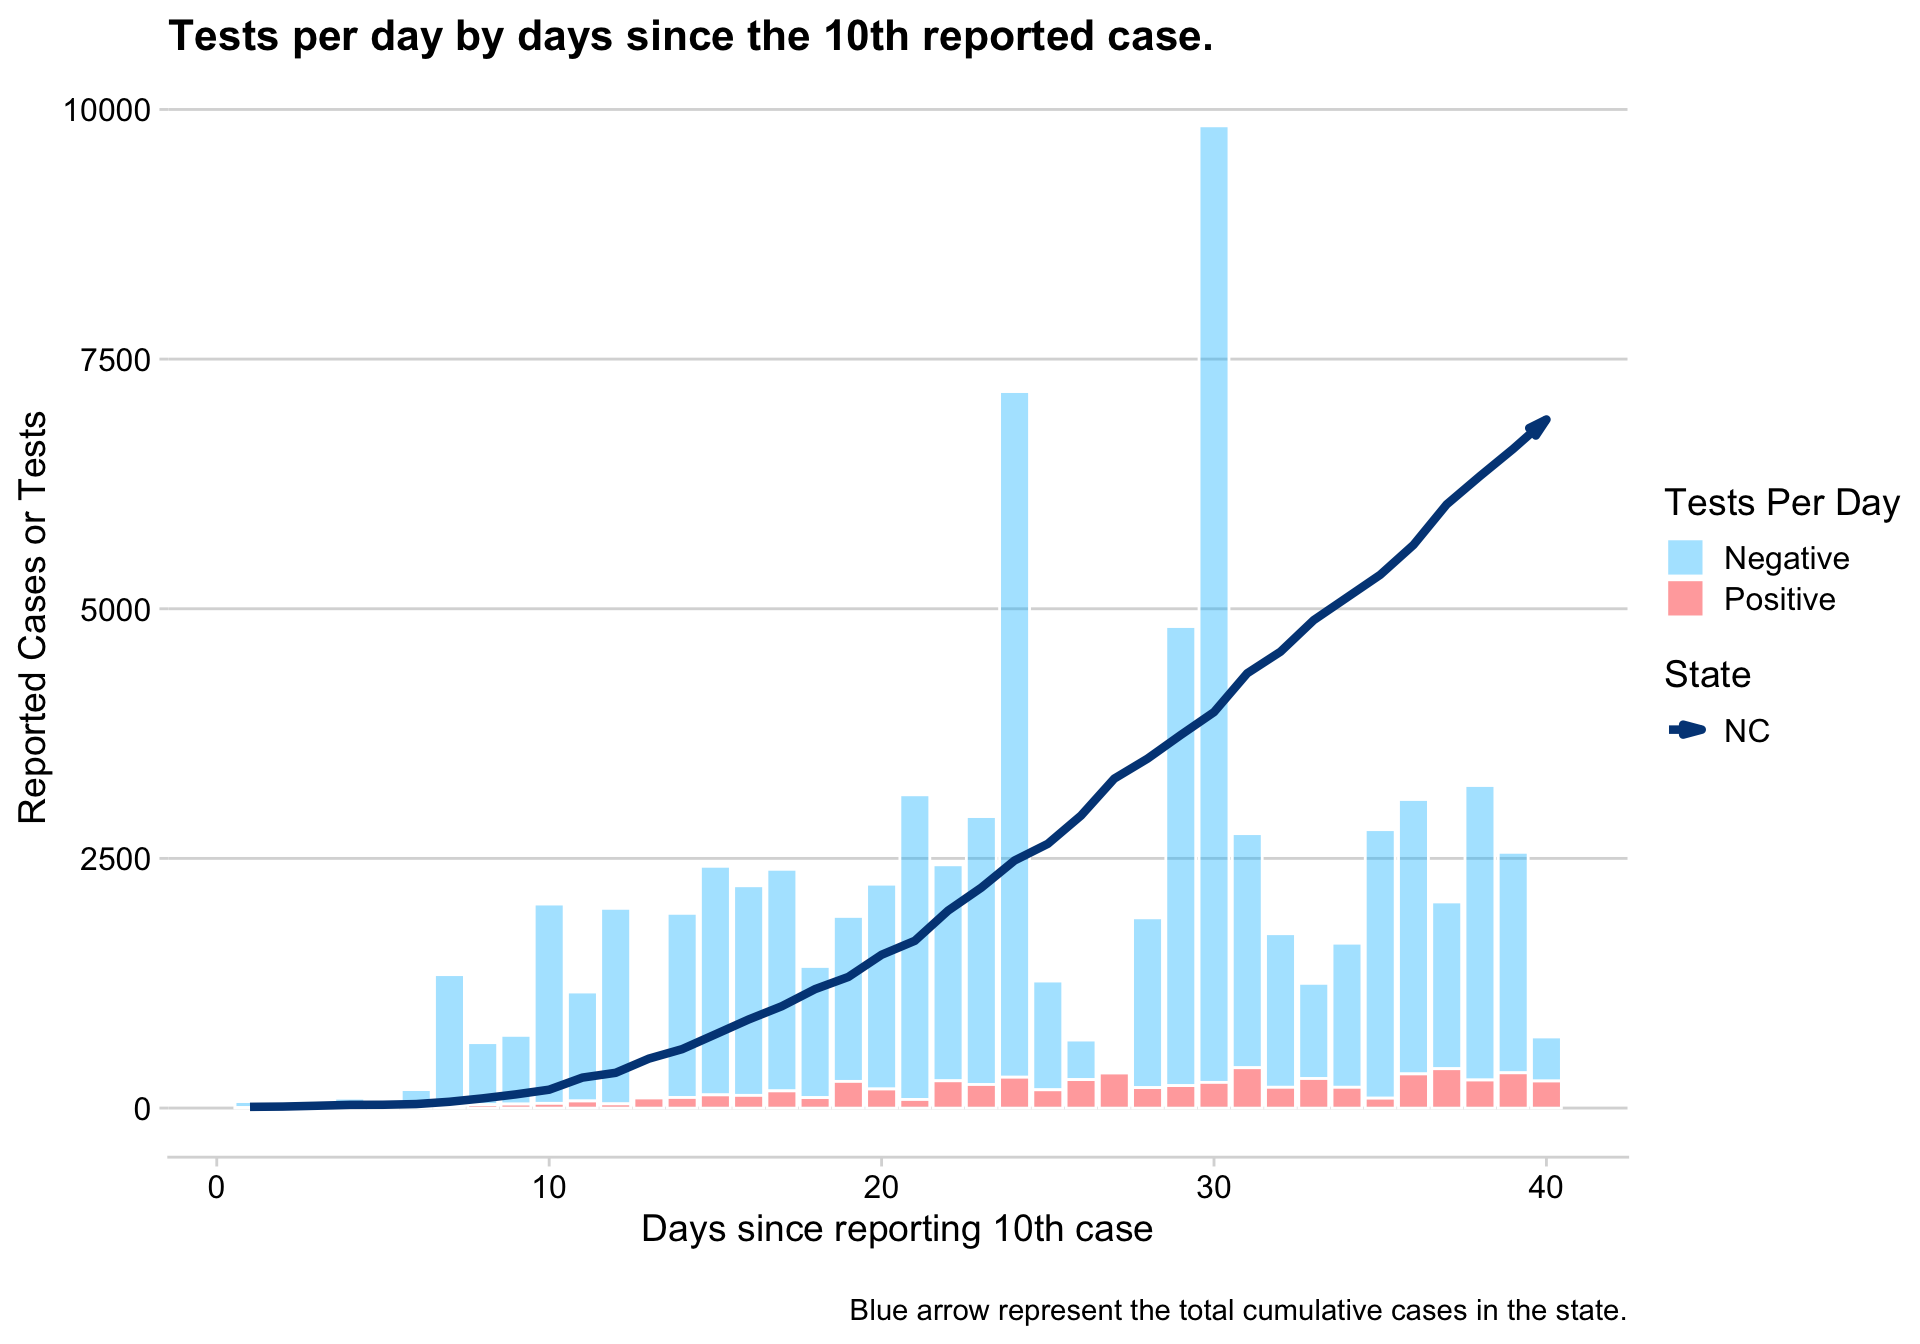 Tests per day by days since the 10th reported case.
10000
7500
5000
2500
0
Reported Cases or Tests
0 10 20 30 40
Days since reporting 10th case
Tests Per Day
Negative
Positive
State
NC
Blue arrow represent the total cumulative cases in the state.